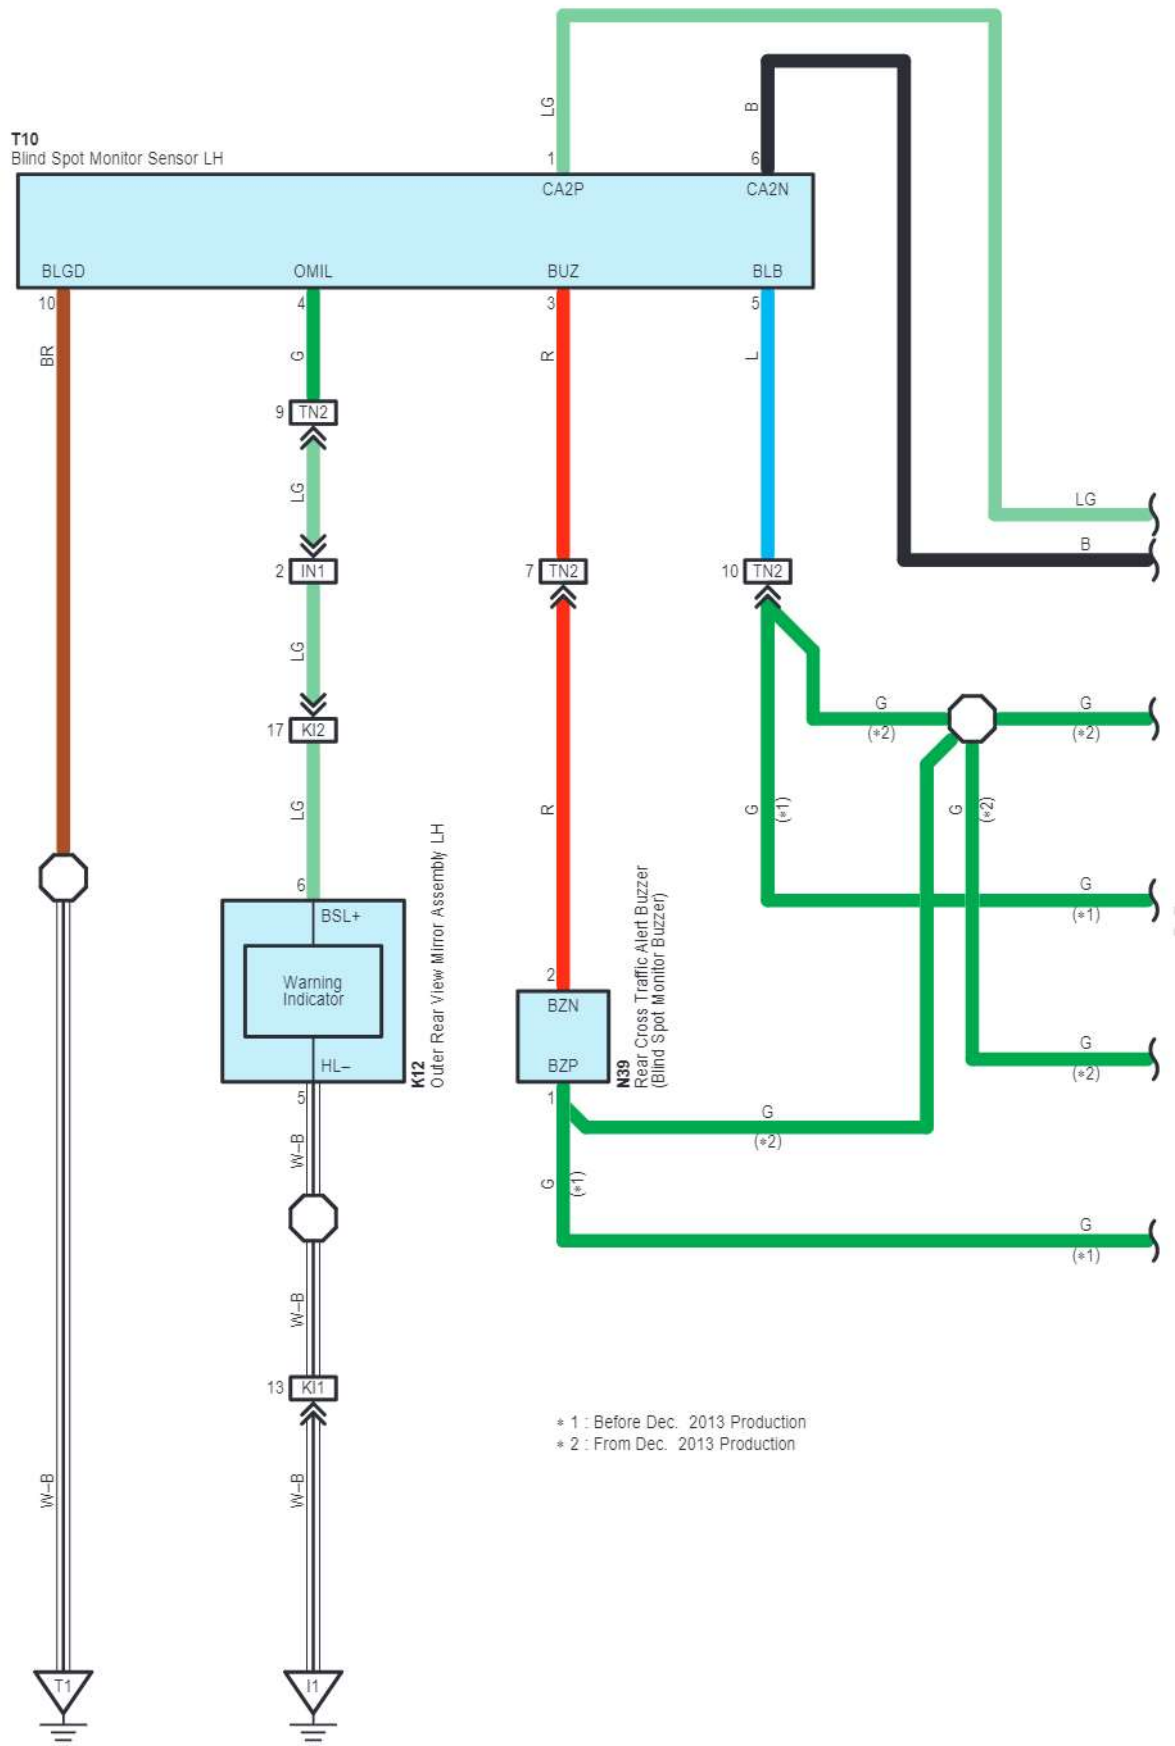 LG
B
T10
Blind Spot Monitor Sensor LH
1
6
CA2P
CA2N
BLGD
OMIL
BUZ
BLB
10
4
3
5
BR
G
R
L
9 TN2
LG
LG
B
2 IN1
7 TN2
10 TN2
LG
G
(*2)
G
(*2)
17 KI2
LG
R
G
(*1)
G
(*2)
6
BSL+
G
(*1)
Warning
Indicator
HL–
5
K12
Outer Rear View Mirror Assembly LH
2
BZN
BZP
1
N39
Rear Cross Traffic Alert Buzzer
(Blind Spot Monitor Buzzer)
G
(*2)
G
(*2)
W–B
G
(*1)
G
(*1)
W–B
13 KI1
* 1 : Before Dec. 2013 Production
* 2 : From Dec. 2013 Production
W–B
W–B
T1
I1